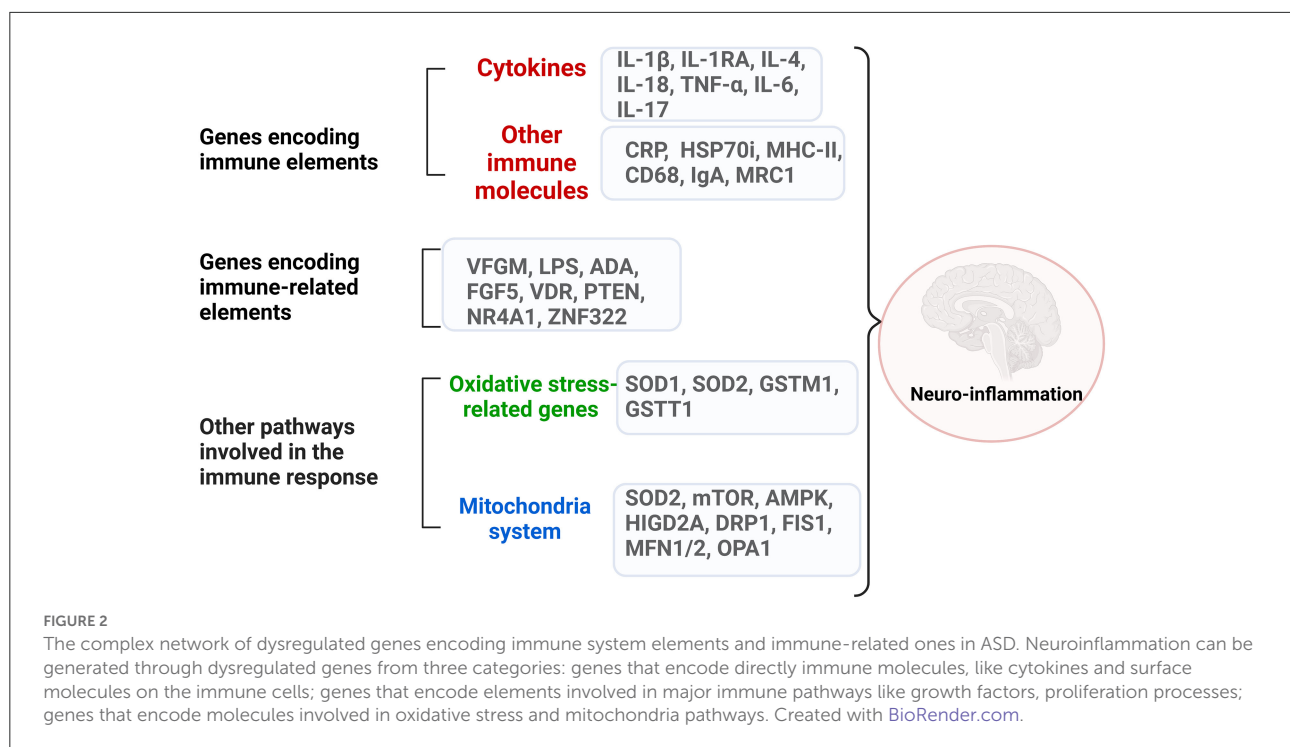 Genes encoding
immune elements
Cytokines
IL-1β, IL-1RA, IL-4,
IL-18, TNF-α, IL-6,
IL-17
Other
immune
molecules
CRP, HSP70i, MHC-II,
CD68, IgA, MRC1
Genes encoding
immune-related
elements
VFGM, LPS, ADA,
FGF5, VDR, PTEN,
NR4A1, ZNF322
Other pathways
involved in the
immune response
Oxidative stress-
related genes
SOD1, SOD2, GSTM1,
GSTT1
Mitochondria
system
SOD2, mTOR, AMPK,
HIGD2A, DRP1, FIS1,
MFN1/2, OPA1
Neuro-inflammation
FIGURE 2
The complex network of dysregulated genes encoding immune system elements and immune-related ones in ASD. Neuroinflammation can be
generated through dysregulated genes from three categories: genes that encode directly immune molecules, like cytokines and surface
molecules on the immune cells; genes that encode elements involved in major immune pathways like growth factors, proliferation processes;
genes that encode molecules involved in oxidative stress and mitochondria pathways. Created with BioRender.com.